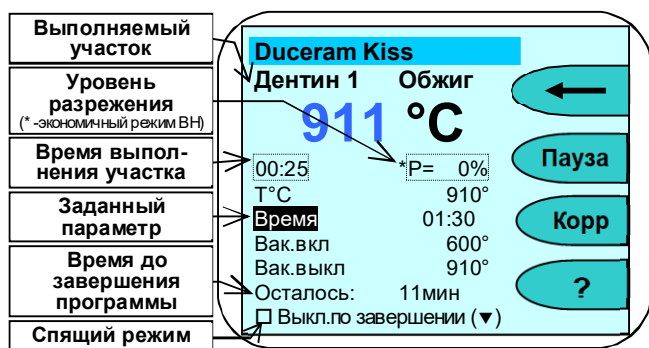 Выполняемый
участок
Уровень
разрежения
(* -экономичный режим ВН)
Время выпол-
нения участка
Заданный
параметр
Время до
завершения
программы
Спящий режим
Duceram Kiss
Дентин 1 Обжиг
911 °C
00:25 *P= 0%
T°C 910°
Время 01:30
Вак.вкл 600°
Вак.выкл 910°
Осталось: 11мин
Выкл.по завершении (▼)
Пауза
Корр
?